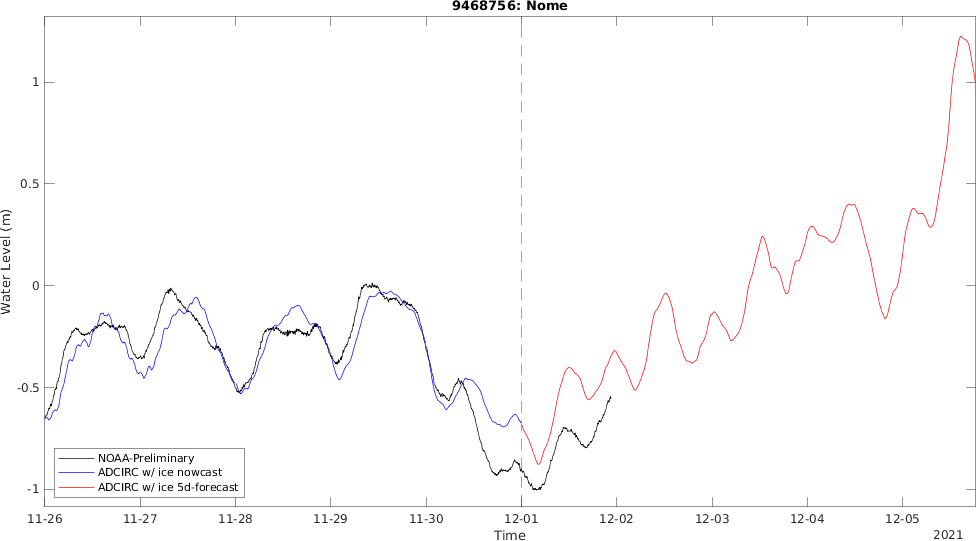 9468756: Nome
Water Level (m)
1
0.5
0
-0.5
-1
NOAA-Preliminary
ADCIRC w/ ice nowcast
ADCIRC w/ ice 5d-forecast
11-26 11-27 11-28 11-29 11-30 12-01 12-02 12-03 12-04 12-05
Time
2021